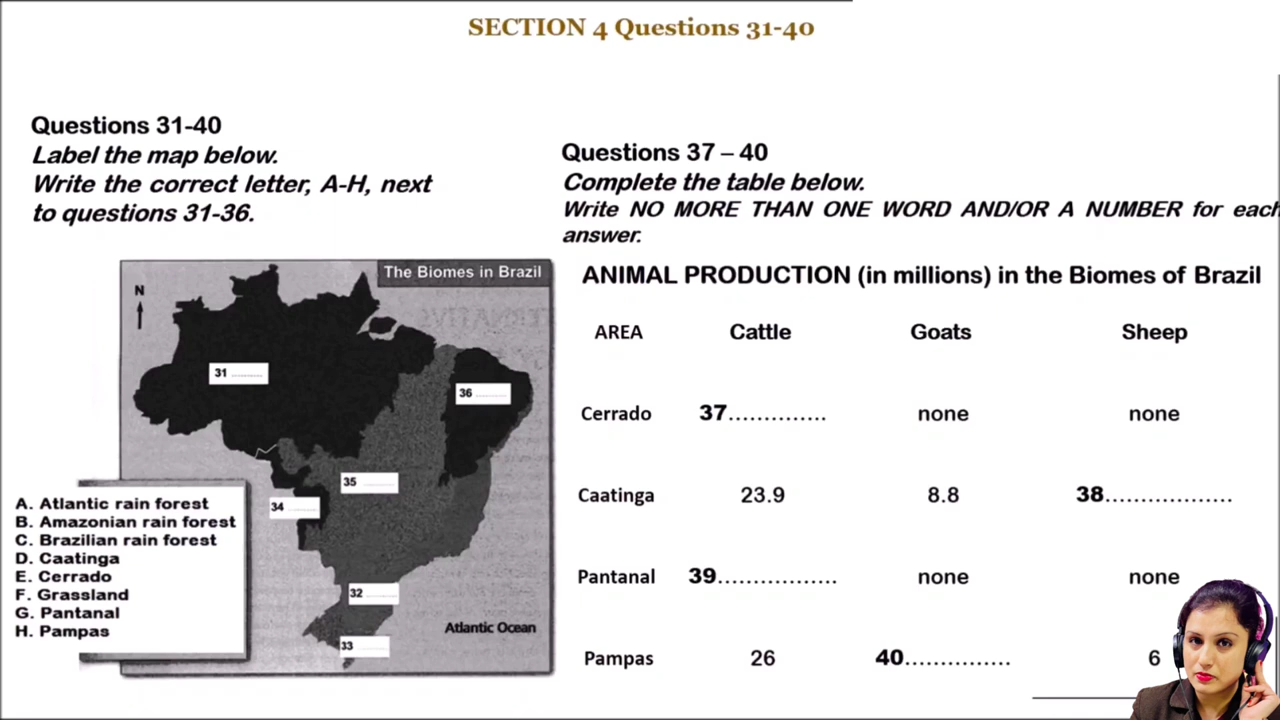 SECTION 4 Questions 31-40
Questions 31-40
Label the map below.
Write the correct letter, A-H, next
to questions 31-36.
The Biomes in Brazil
N
31 ..........
36 ..........
35 ..........
34 ..........
32 ..........
33 ..........
Atlantic Ocean
A. Atlantic rain forest
B. Amazonian rain forest
C. Brazilian rain forest
D. Caatinga
E. Cerrado
F. Grassland
G. Pantanal
H. Pampas
Questions 37 – 40
Complete the table below.
Write NO MORE THAN ONE WORD AND/OR A NUMBER for each
answer.
ANIMAL PRODUCTION (in millions) in the Biomes of Brazil
AREA Cattle Goats Sheep
Cerrado 37.............. none none
Caatinga 23.9 8.8 38..................
Pantanal 39................. none none
Pampas 26 40............... 6